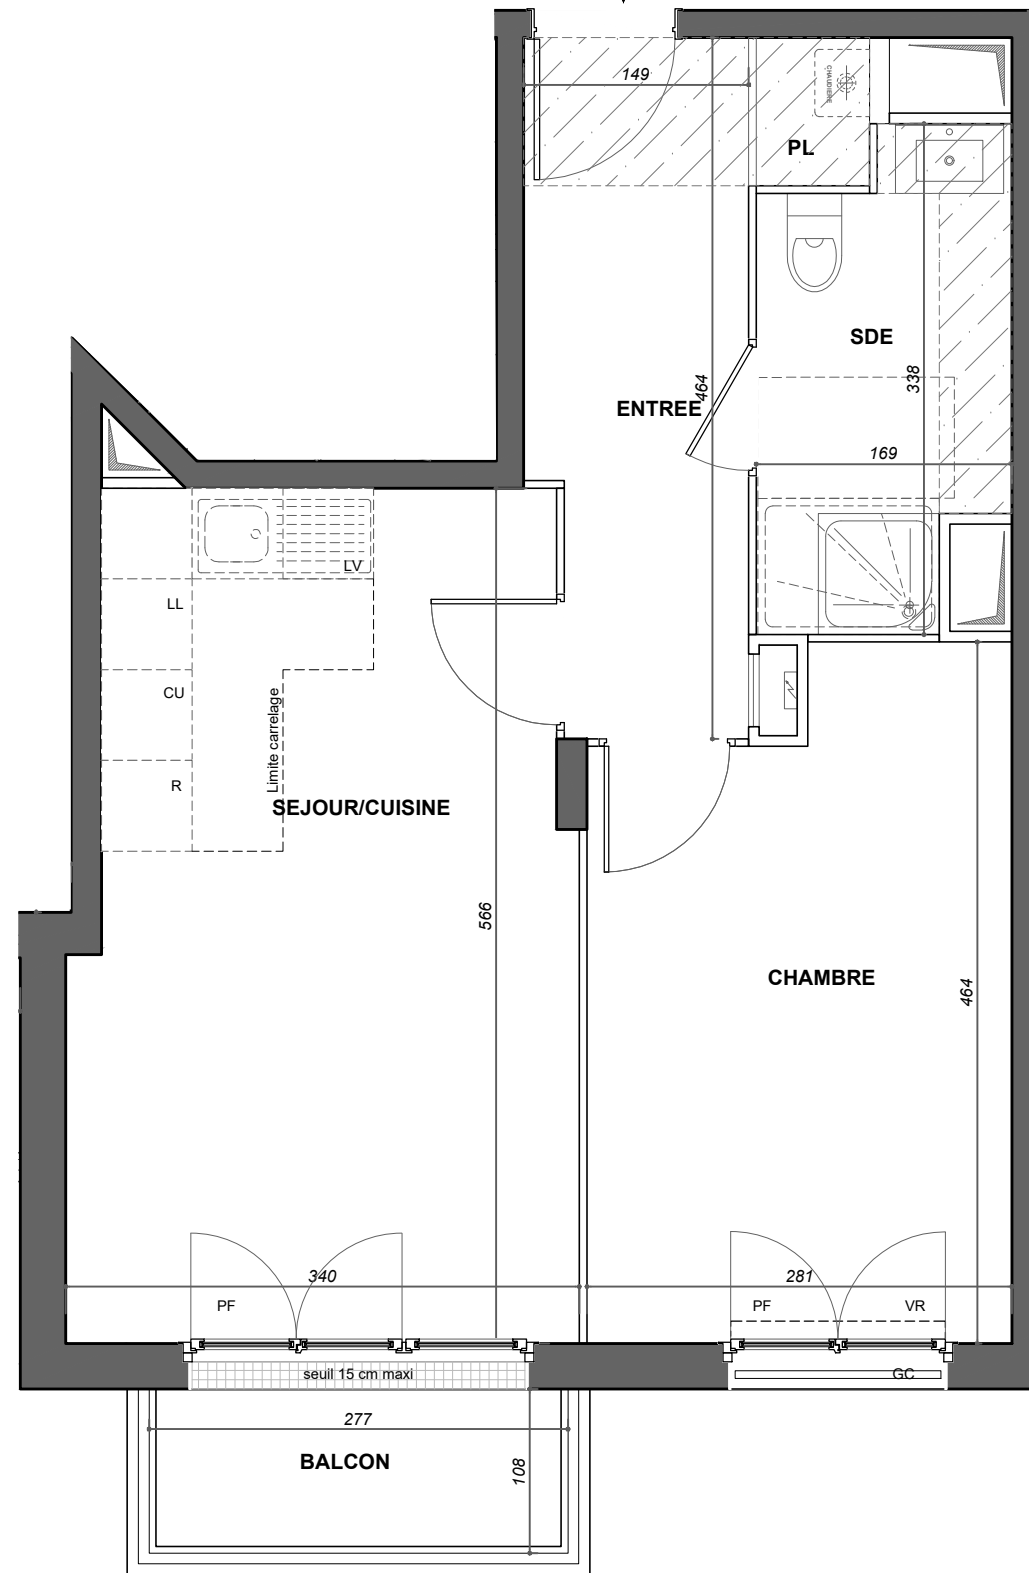 149
CHAUDIERE
PL
SDE
464
338
ENTREE
169
LV
LL
CU
R
Limite carrelage
SEJOUR/CUISINE
566
CHAMBRE
464
340
281
PF
PF
VR
seuil 15 cm maxi
GC
277
BALCON
108